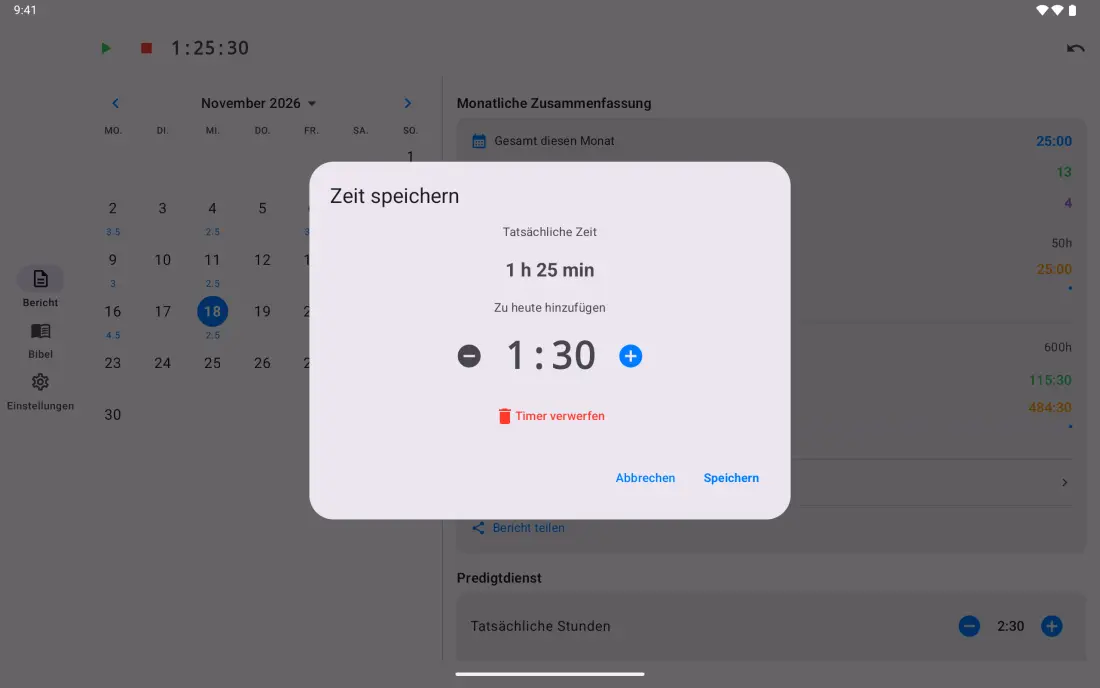 9:41
1:25:30
November 2026
MO. DI. MI. DO. FR. SA. SO.
1
2 3 4 5
3.5 2.5
9 10 11 12
3 2.5
16 17 18 19
4.5 2.5
23 24 25 26
30
Bericht
Bibel
Einstellungen
Monatliche Zusammenfassung
Gesamt diesen Monat 25:00
13
4
50h
25:00
600h
115:30
484:30
Bericht teilen
Predigtdienst
Tatsächliche Stunden 2:30
Zeit speichern
Tatsächliche Zeit
1 h 25 min
Zu heute hinzufügen
1:30
Timer verwerfen
Abbrechen Speichern